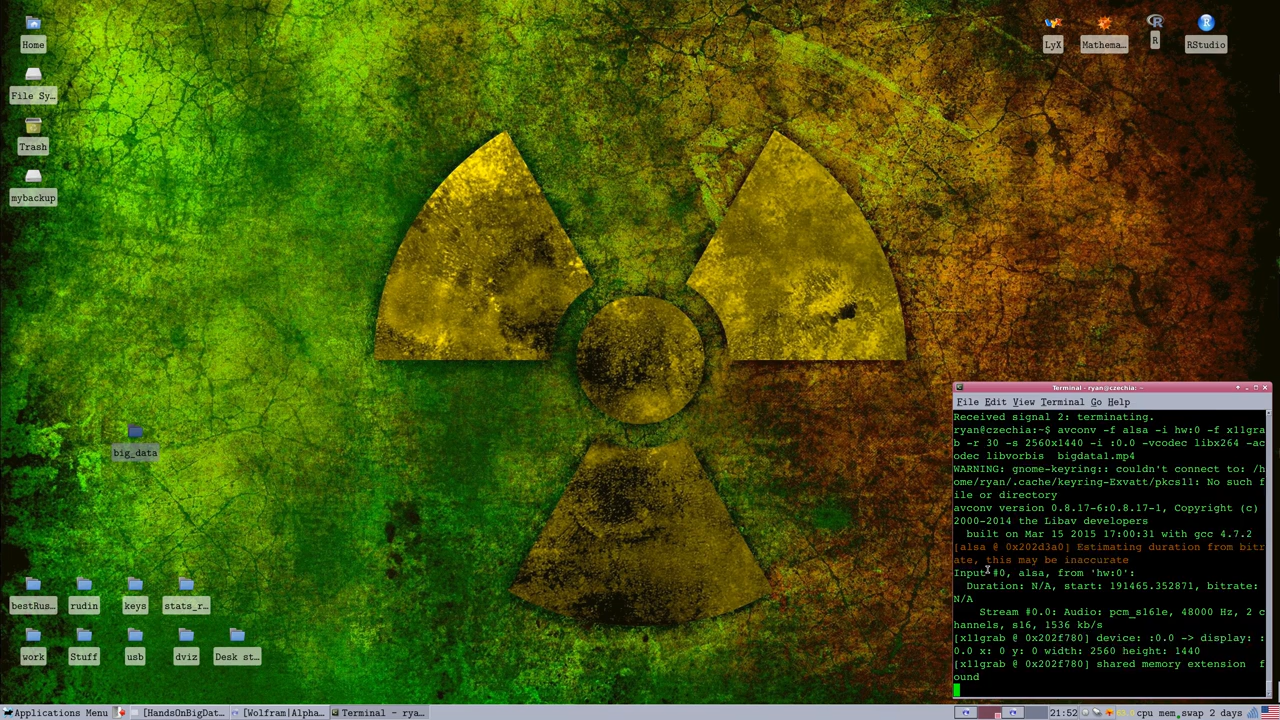 Home
File Sy...
Trash
mybackup
LyX
Mathema...
R
RStudio
big_data
bestRus...
rudin
keys
stats_r...
work
Stuff
usb
dviz
Desk st...
Terminal - ryan@czechia: ~
File Edit View Terminal Go Help
Received signal 2: terminating.
ryan@czechia:~$ avconv -f alsa -i hw:0 -f x11gra
b -r 30 -s 2560x1440 -i :0.0 -vcodec libx264 -ac
odec libvorbis  bigdata1.mp4
WARNING: gnome-keyring:: couldn't connect to: /h
ome/ryan/.cache/keyring-Exvatt/pkcs11: No such f
ile or directory
avconv version 0.8.17-6:0.8.17-1, Copyright (c)
2000-2014 the Libav developers
  built on Mar 15 2015 17:00:31 with gcc 4.7.2
[alsa @ 0x202d3a0] Estimating duration from bitr
ate, this may be inaccurate
Input #0, alsa, from 'hw:0':
  Duration: N/A, start: 191465.352871, bitrate:
N/A
    Stream #0.0: Audio: pcm_s16le, 48000 Hz, 2 c
hannels, s16, 1536 kb/s
[x11grab @ 0x202f780] device: :0.0 -> display: :
0.0 x: 0 y: 0 width: 2560 height: 1440
[x11grab @ 0x202f780] shared memory extension  f
ound
Applications Menu
[HandsOnBigDat...
[Wolfram|Alpha...
Terminal - rya...
21:52
cpu mem swap 2 days